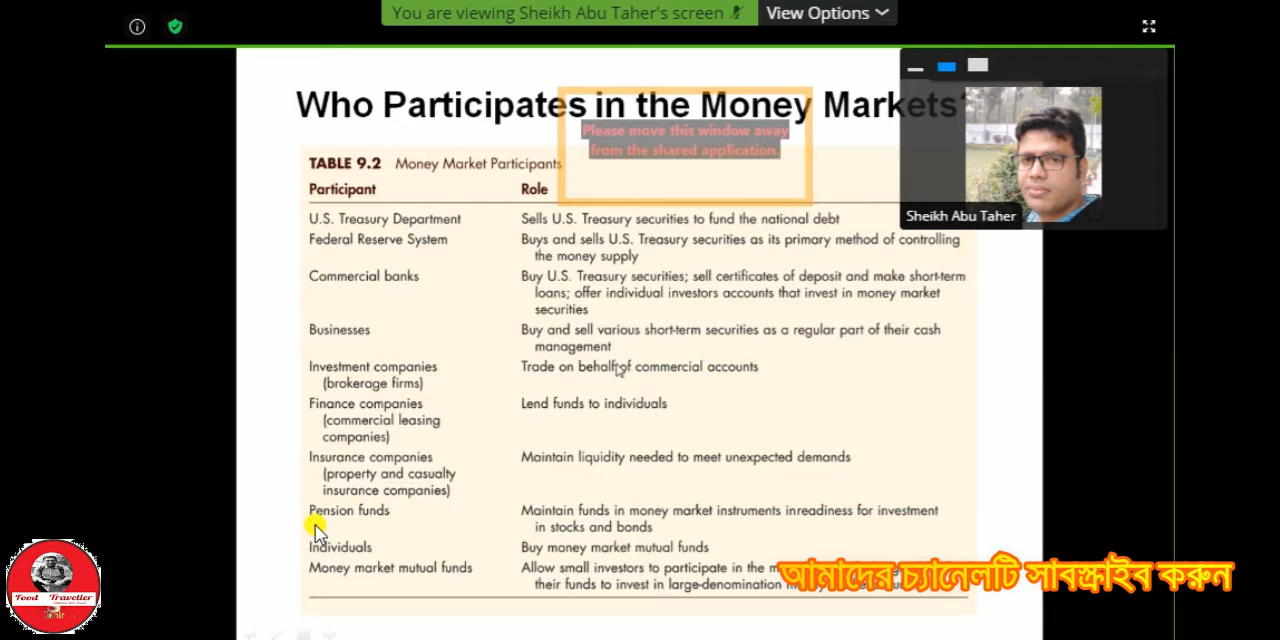 You are viewing Sheikh Abu Taher's screen
View Options
Who Participates in the Money Markets
Please move this window away
from the shared application.
Sheikh Abu Taher
TABLE 9.2 Money Market Participants
Participant Role
U.S. Treasury Department Sells U.S. Treasury securities to fund the national debt
Federal Reserve System Buys and sells U.S. Treasury securities as its primary method of controlling
the money supply
Commercial banks Buy U.S. Treasury securities; sell certificates of deposit and make short-term
loans; offer individual investors accounts that invest in money market
securities
Businesses Buy and sell various short-term securities as a regular part of their cash
management
Investment companies Trade on behalf of commercial accounts
(brokerage firms)
Finance companies Lend funds to individuals
(commercial leasing
companies)
Insurance companies Maintain liquidity needed to meet unexpected demands
(property and casualty
insurance companies)
Pension funds Maintain funds in money market instruments inreadiness for investment
in stocks and bonds
Individuals Buy money market mutual funds
Money market mutual funds Allow small investors to participate in the
their funds to invest in large-denomination
আমাদের চ্যানেলটি সাবস্ক্রাইব করুন
Food Traveller